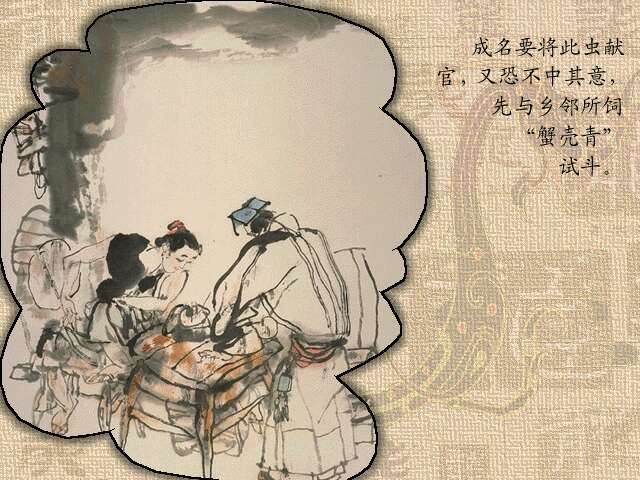 成名要将此虫献
官，又恐不中其意，
先与乡邻所饲
“蟹壳青”
试斗。